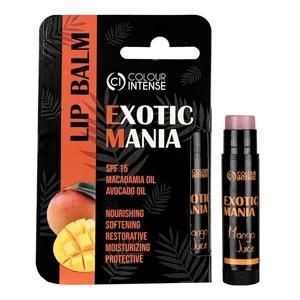 LIP BALM
CI COLOUR INTENSE
EXOTIC
MANIA
SPF 15
MACADAMIA OIL
AVOCADO OIL
NOURISHING
SOFTENING
RESTORATIVE
MOISTURIZING
PROTECTIVE
COLOUR
INTENSE
EXOTIC
MANIA
Mango
Juice